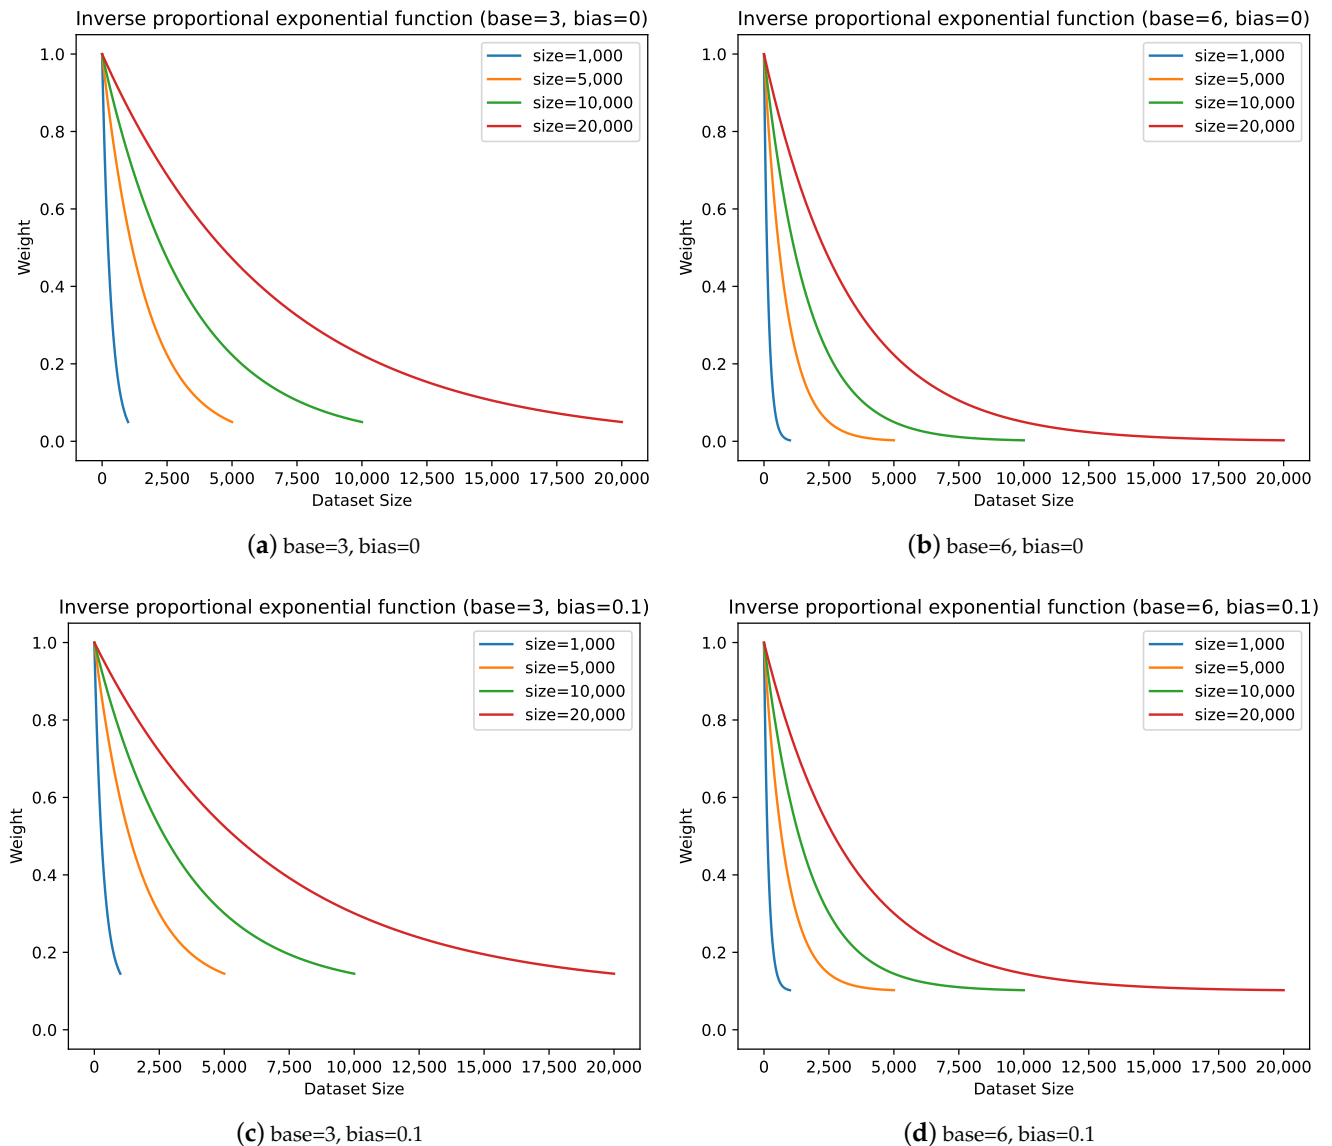 Inverse proportional exponential function (base=3, bias=0)
1.0
0.8
0.6
0.4
0.2
0.0
Weight
size=1,000
size=5,000
size=10,000
size=20,000
0 2,500 5,000 7,500 10,000 12,500 15,000 17,500 20,000
Dataset Size
(a) base=3, bias=0
Inverse proportional exponential function (base=6, bias=0)
1.0
0.8
0.6
0.4
0.2
0.0
Weight
size=1,000
size=5,000
size=10,000
size=20,000
0 2,500 5,000 7,500 10,000 12,500 15,000 17,500 20,000
Dataset Size
(b) base=6, bias=0
Inverse proportional exponential function (base=3, bias=0.1)
1.0
0.8
0.6
0.4
0.2
0.0
Weight
size=1,000
size=5,000
size=10,000
size=20,000
0 2,500 5,000 7,500 10,000 12,500 15,000 17,500 20,000
Dataset Size
(c) base=3, bias=0.1
Inverse proportional exponential function (base=6, bias=0.1)
1.0
0.8
0.6
0.4
0.2
0.0
Weight
size=1,000
size=5,000
size=10,000
size=20,000
0 2,500 5,000 7,500 10,000 12,500 15,000 17,500 20,000
Dataset Size
(d) base=6, bias=0.1